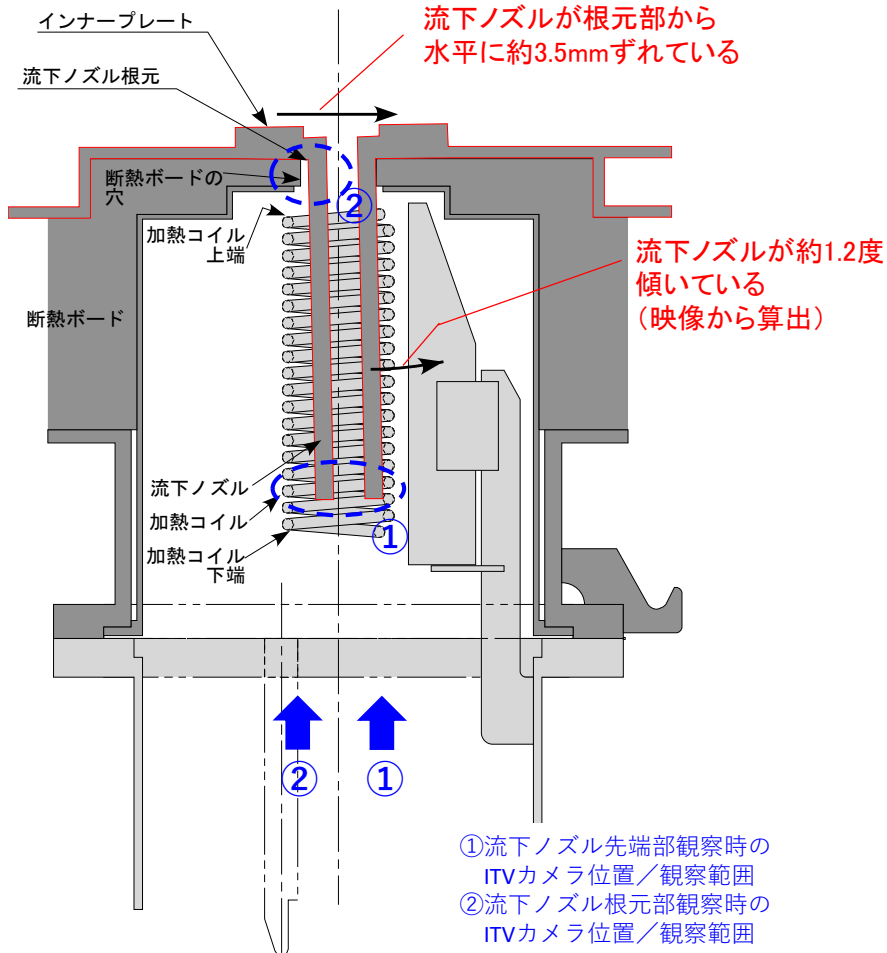 インナープレート
流下ノズルが根元部から
水平に約3.5mmずれている
流下ノズル根元
断熱ボードの
穴
②
加熱コイル
上端
流下ノズルが約1.2度
傾いている
（映像から算出）
断熱ボード
流下ノズル
加熱コイル
①
加熱コイル
下端
②
①
①流下ノズル先端部観察時の
ITVカメラ位置／観察範囲
②流下ノズル根元部観察時の
ITVカメラ位置／観察範囲